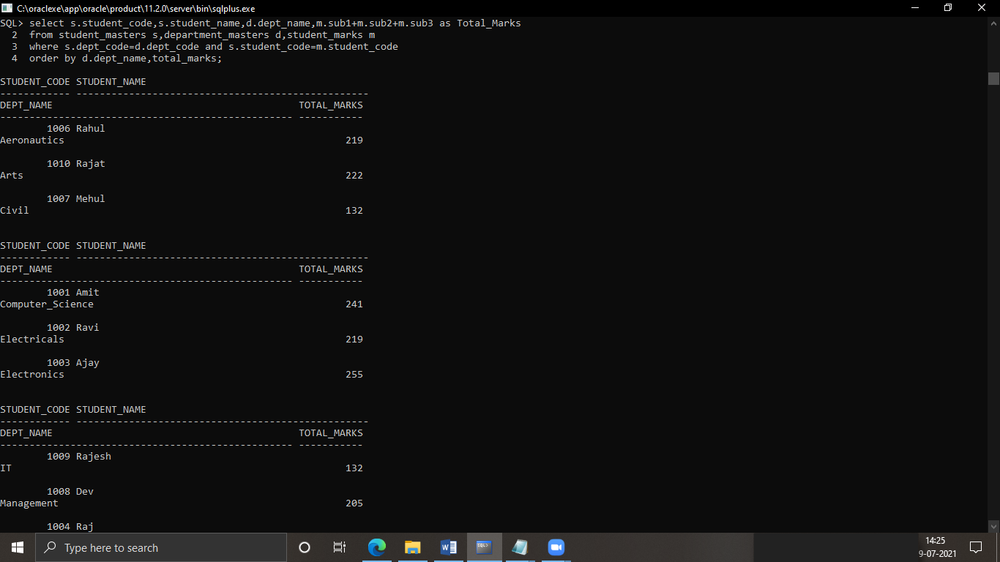 C:\oraclexe\app\oracle\product\11.2.0\server\bin\sqlplus.exe
SQL> select s.student_code,s.student_name,d.dept_name,m.sub1+m.sub2+m.sub3 as Total_Marks
2 from student_masters s,department_masters d,student_marks m
3 where s.dept_code=d.dept_code and s.student_code=m.student_code
4 order by d.dept_name,total_marks;
STUDENT_CODE STUDENT_NAME
------------ --------------------------------------------------
DEPT_NAME TOTAL_MARKS
-------------------------------------------------- -----------
1006 Rahul
Aeronautics 219
1010 Rajat
Arts 222
1007 Mehul
Civil 132
STUDENT_CODE STUDENT_NAME
------------ --------------------------------------------------
DEPT_NAME TOTAL_MARKS
-------------------------------------------------- -----------
1001 Amit
Computer_Science 241
1002 Ravi
Electricals 219
1003 Ajay
Electronics 255
STUDENT_CODE STUDENT_NAME
------------ --------------------------------------------------
DEPT_NAME TOTAL_MARKS
-------------------------------------------------- -----------
1009 Rajesh
IT 132
1008 Dev
Management 205
1004 Raj
Type here to search
14:25
9-07-2021